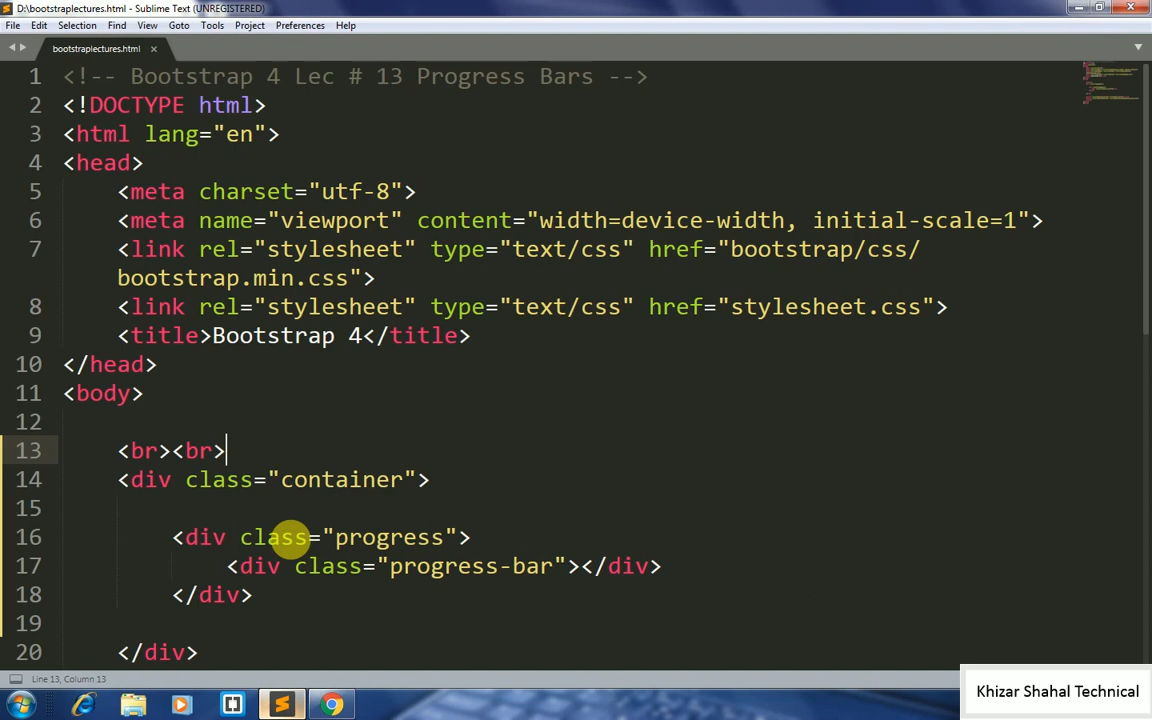 D:\bootstraplectures.html - Sublime Text (UNREGISTERED)
File Edit Selection Find View Goto Tools Project Preferences Help
bootstraplectures.html ×
1 <!-- Bootstrap 4 Lec # 13 Progress Bars -->
2 <!DOCTYPE html>
3 <html lang="en">
4 <head>
5 <meta charset="utf-8">
6 <meta name="viewport" content="width=device-width, initial-scale=1">
7 <link rel="stylesheet" type="text/css" href="bootstrap/css/
bootstrap.min.css">
8 <link rel="stylesheet" type="text/css" href="stylesheet.css">
9 <title>Bootstrap 4</title>
10 </head>
11 <body>
12
13 <br><br>
14 <div class="container">
15
16 <div class="progress">
17 <div class="progress-bar"></div>
18 </div>
19
20 </div>
Line 13, Column 13
Khizar Shahal Technical